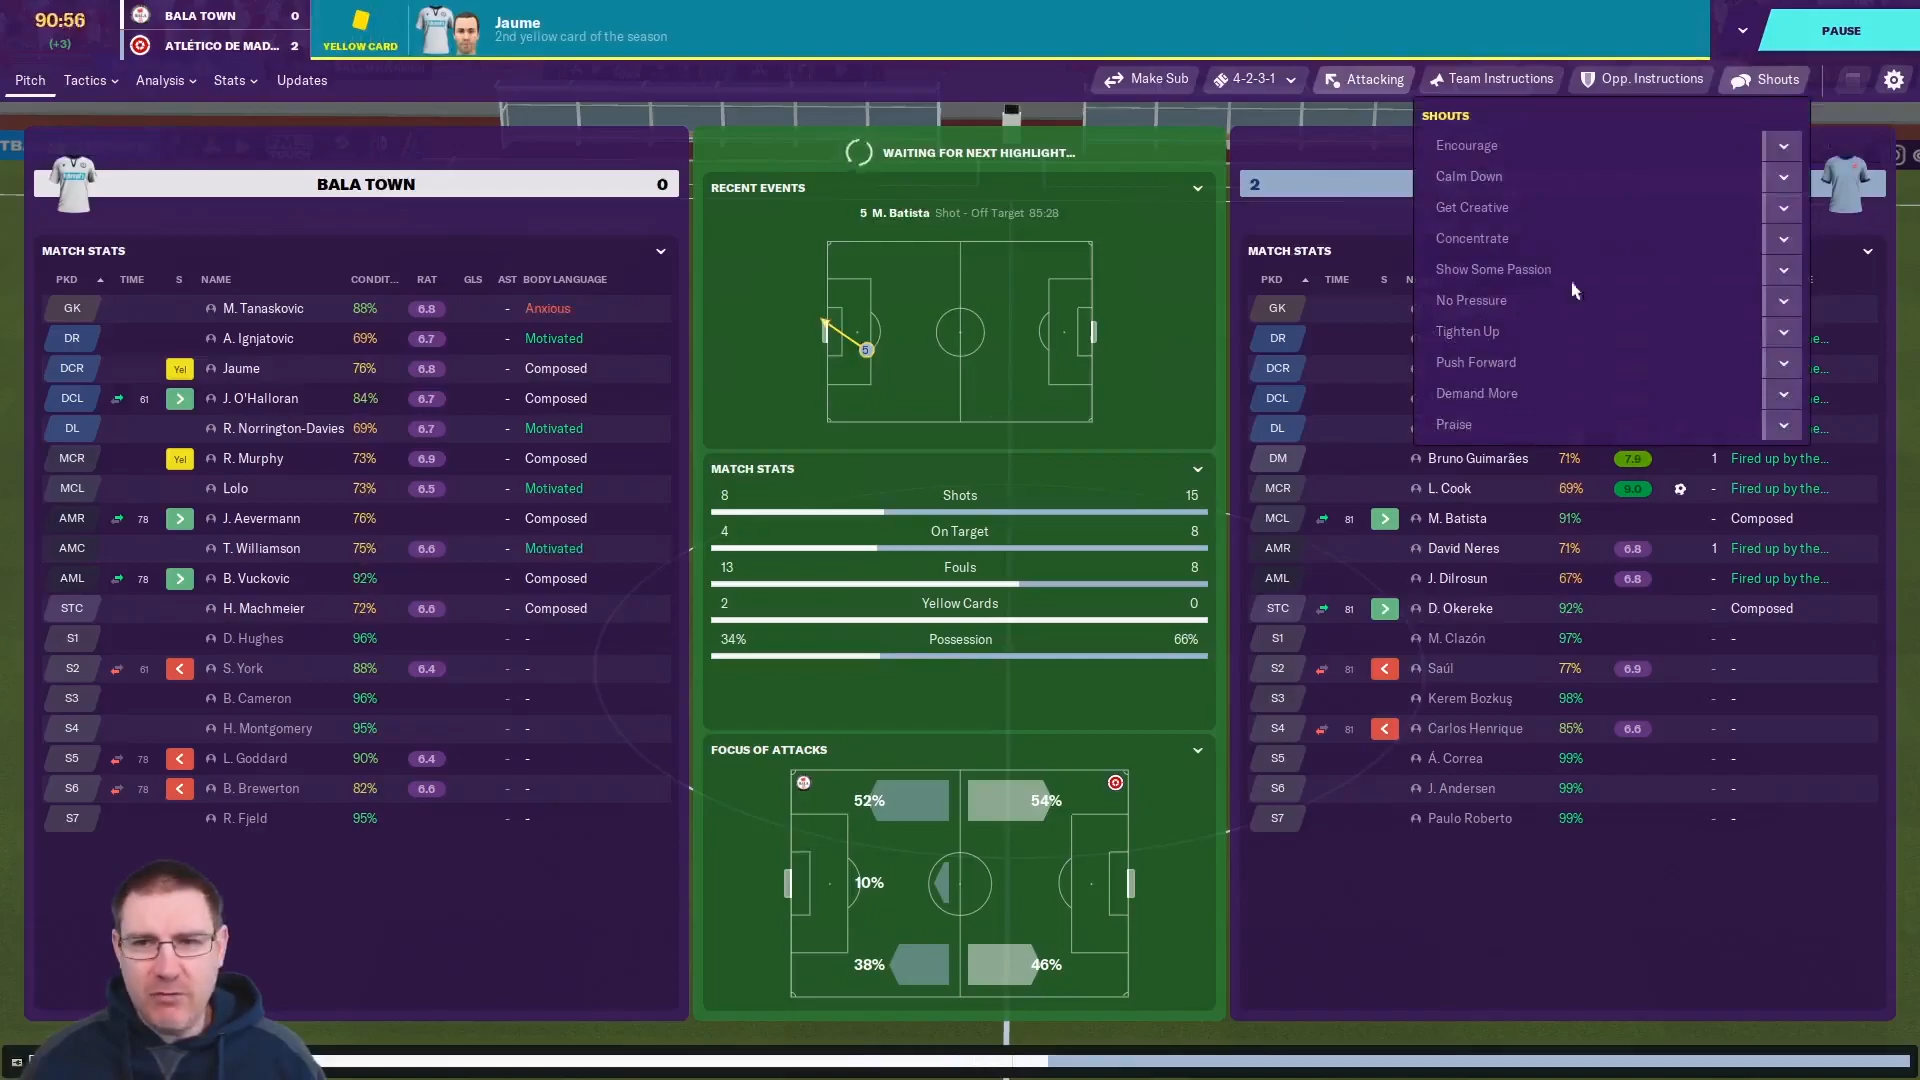 90:56
(+3)
BALA TOWN 0
ATLÉTICO DE MAD... 2
YELLOW CARD
Jaume
2nd yellow card of the season
PAUSE
Pitch Tactics Analysis Stats Updates
Make Sub 4-2-3-1 Attacking Team Instructions Opp. Instructions Shouts
SHOUTS
Encourage
Calm Down
Get Creative
Concentrate
Show Some Passion
No Pressure
Tighten Up
Push Forward
Demand More
Praise
BALA TOWN 0
MATCH STATS
PKD TIME S NAME CONDIT... RAT GLS AST BODY LANGUAGE
GK M. Tanaskovic 88% 6.8 - Anxious
DR A. Ignjatovic 69% 6.7 - Motivated
DCR Yel Jaume 76% 6.8 - Composed
DCL 61 J. O'Halloran 84% 6.7 - Composed
DL R. Norrington-Davies 69% 6.7 - Motivated
MCR Yel R. Murphy 73% 6.9 - Composed
MCL Lolo 73% 6.5 - Motivated
AMR 78 J. Aevermann 76% - Composed
AMC T. Williamson 75% 6.6 - Motivated
AML 78 B. Vuckovic 92% - Composed
STC H. Machmeier 72% 6.6 - Composed
S1 D. Hughes 96% - -
S2 61 S. York 88% 6.4 - -
S3 B. Cameron 96% - -
S4 H. Montgomery 95% - -
S5 78 L. Goddard 90% 6.4 - -
S6 78 B. Brewerton 82% 6.6 - -
S7 R. Fjeld 95% - -
WAITING FOR NEXT HIGHLIGHT...
RECENT EVENTS
5 M. Batista Shot - Off Target 85:28
5
MATCH STATS
8 Shots 15
4 On Target 8
13 Fouls 8
2 Yellow Cards 0
34% Possession 66%
FOCUS OF ATTACKS
52% 54%
10%
38% 46%
2
MATCH STATS
PKD TIME S
GK
DR
DCR
DCL
DL
DM Bruno Guimarães 71% 7.9 1 Fired up by the...
MCR L. Cook 69% 9.0 - Fired up by the...
MCL 81 M. Batista 91% - Composed
AMR David Neres 71% 6.8 1 Fired up by the...
AML J. Dilrosun 67% 6.8 - Fired up by the...
STC 81 D. Okereke 92% - Composed
S1 M. Clazón 97% - -
S2 81 Saúl 77% 6.9 - -
S3 Kerem Bozkuş 98% - -
S4 81 Carlos Henrique 85% 6.6 - -
S5 Á. Correa 99% - -
S6 J. Andersen 99% - -
S7 Paulo Roberto 99% - -